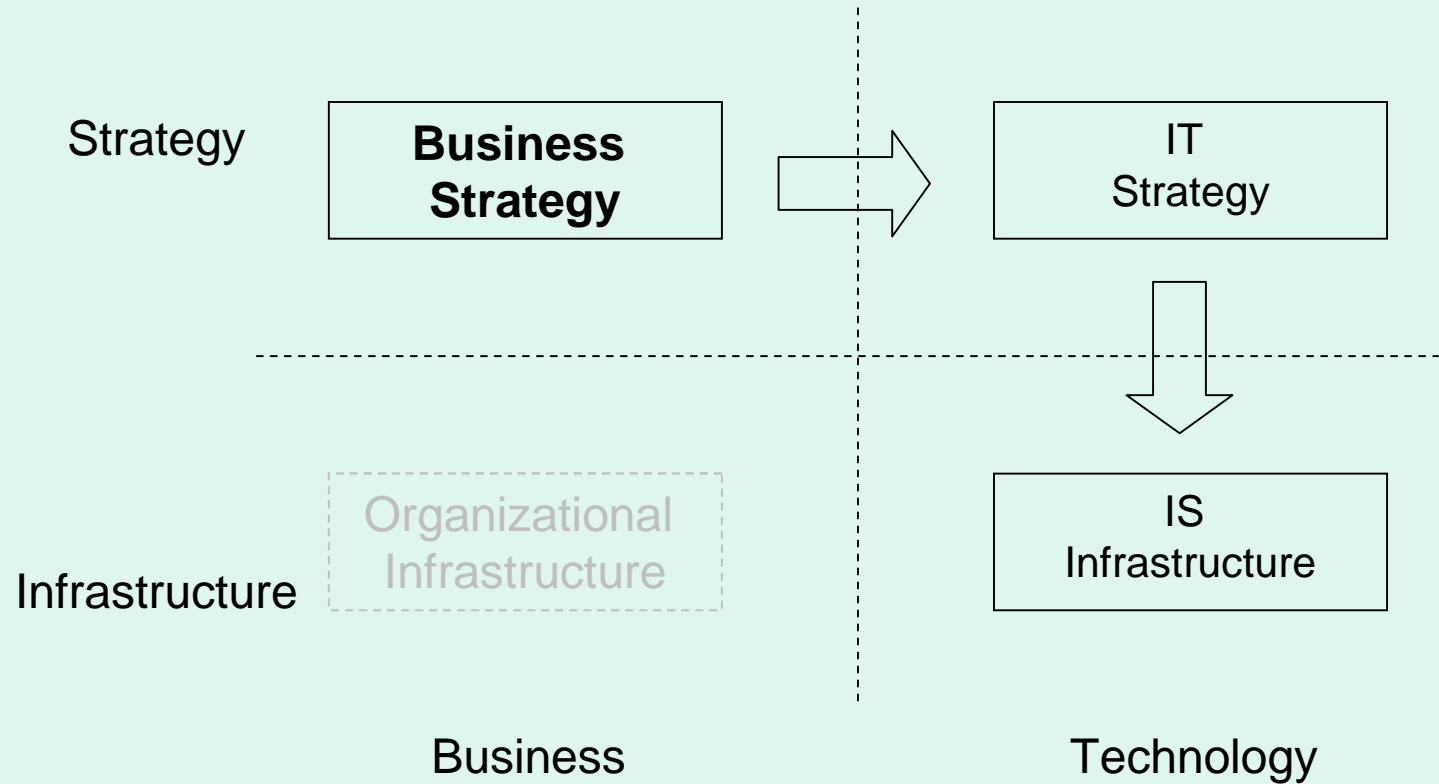 Strategy
Business
Strategy
IT
Strategy
Organizational
Infrastructure
IS
Infrastructure
Infrastructure
Business
Technology